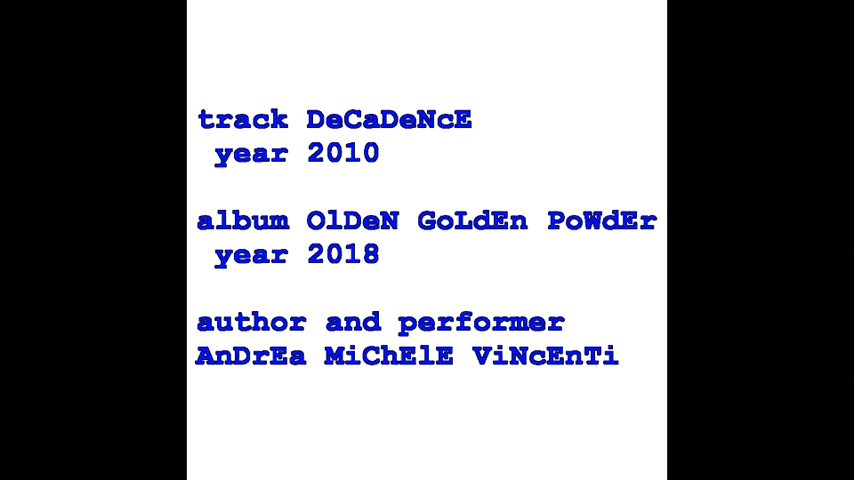 track DeCaDeNcE
year 2010
album OlDeN GoLdEn PoWdEr
year 2018
author and performer
AnDrEa MiChElE ViNcEnTi